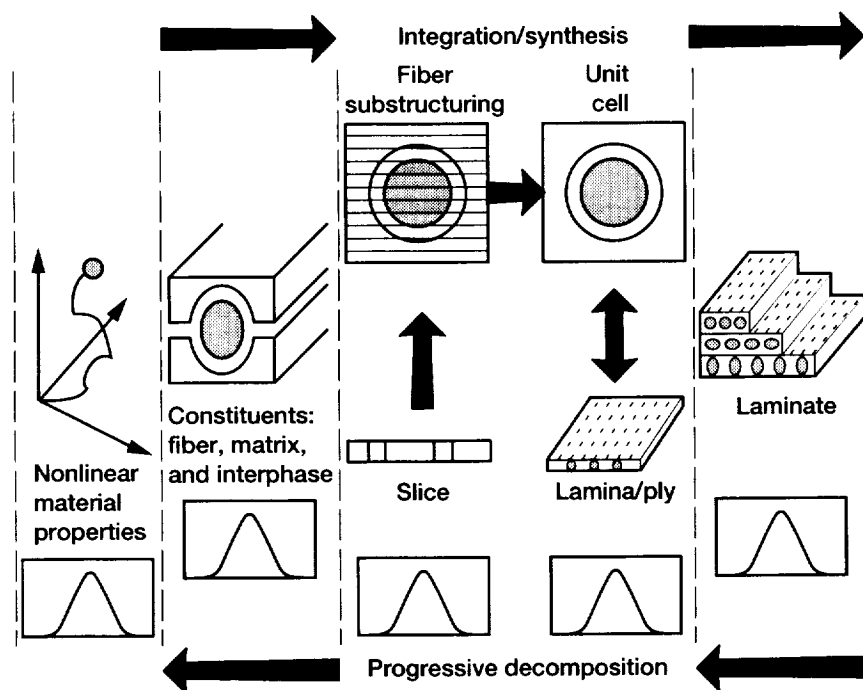 Integration/synthesis
Fiber
substructuring
Unit
cell
Constituents:
fiber, matrix,
and interphase
Laminate
Nonlinear
material
properties
Slice
Lamina/ply
Progressive decomposition